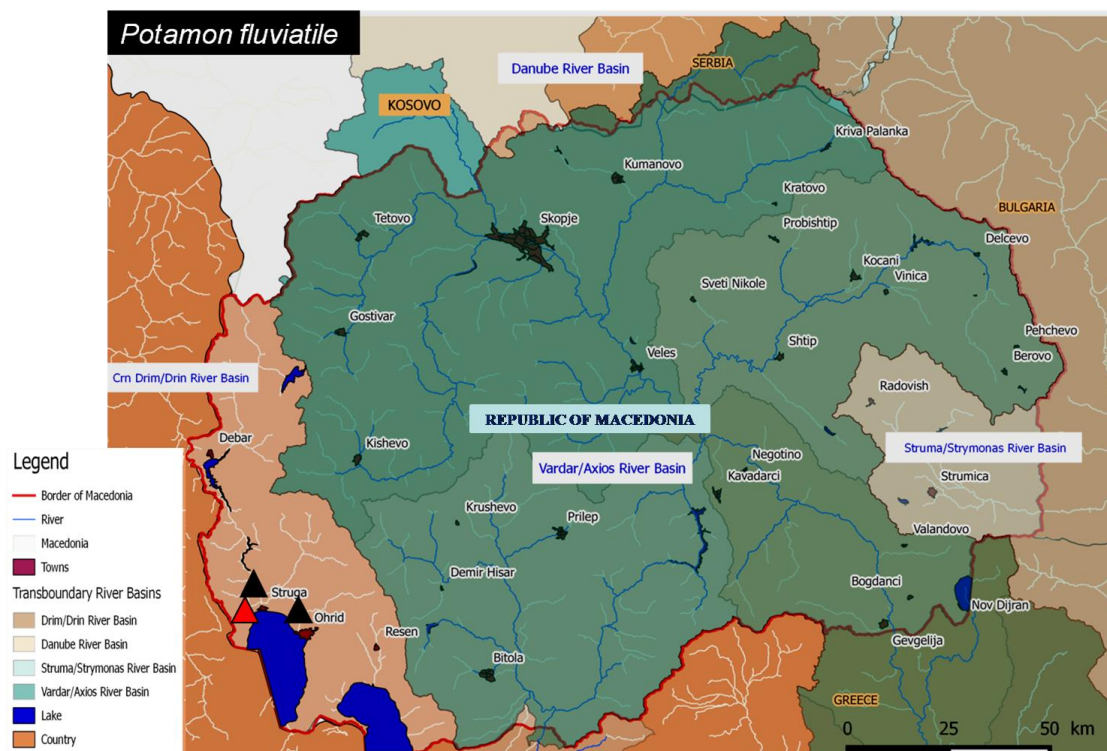 Potamon fluviatile
Danube River Basin
SERBIA
KOSOVO
Kriva Palanka
Kumanovo
Kratovo
Tetovo
Skopje
Probishtip
BULGARIA
Delcevo
Kocani
Vinica
Sveti Nikole
Gostivar
Pehchevo
Shtip
Berovo
Veles
Crn Drim/Drin River Basin
Radovish
REPUBLIC OF MACEDONIA
Debar
Kishevo
Struma/Strymonas River Basin
Negotino
Vardar/Axios River Basin
Kavadarci
Strumica
Krushevo
Prilep
Valandovo
Demir Hisar
Bogdanci
Struga
Nov Dijran
Ohrid
Resen
Gevgelija
Bitola
GREECE
0 25 50 km
Legend
Border of Macedonia
River
Macedonia
Towns
Transboundary River Basins
Drim/Drin River Basin
Danube River Basin
Struma/Strymonas River Basin
Vardar/Axios River Basin
Lake
Country